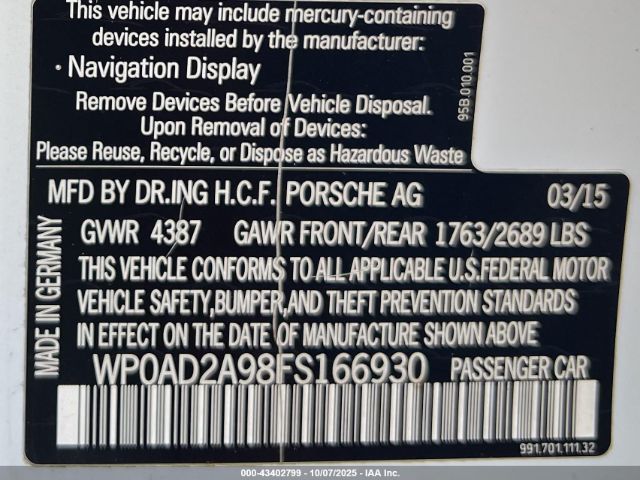 This vehicle may include mercury-containing
devices installed by the manufacturer:
· Navigation Display
Remove Devices Before Vehicle Disposal.
Upon Removal of Devices:
Please Reuse, Recycle, or Dispose as Hazardous Waste
95B.010.001
MFD BY DR.ING H.C.F. PORSCHE AG 03/15
GVWR 4387 GAWR FRONT/REAR 1763/2689 LBS
THIS VEHICLE CONFORMS TO ALL APPLICABLE U.S.FEDERAL MOTOR
VEHICLE SAFETY,BUMPER,AND THEFT PREVENTION STANDARDS
IN EFFECT ON THE DATE OF MANUFACTURE SHOWN ABOVE
WP0AD2A98FS166930 PASSENGER CAR
MADE IN GERMANY
991.701.111.32
000-43402799 - 10/07/2025 - IAA Inc.